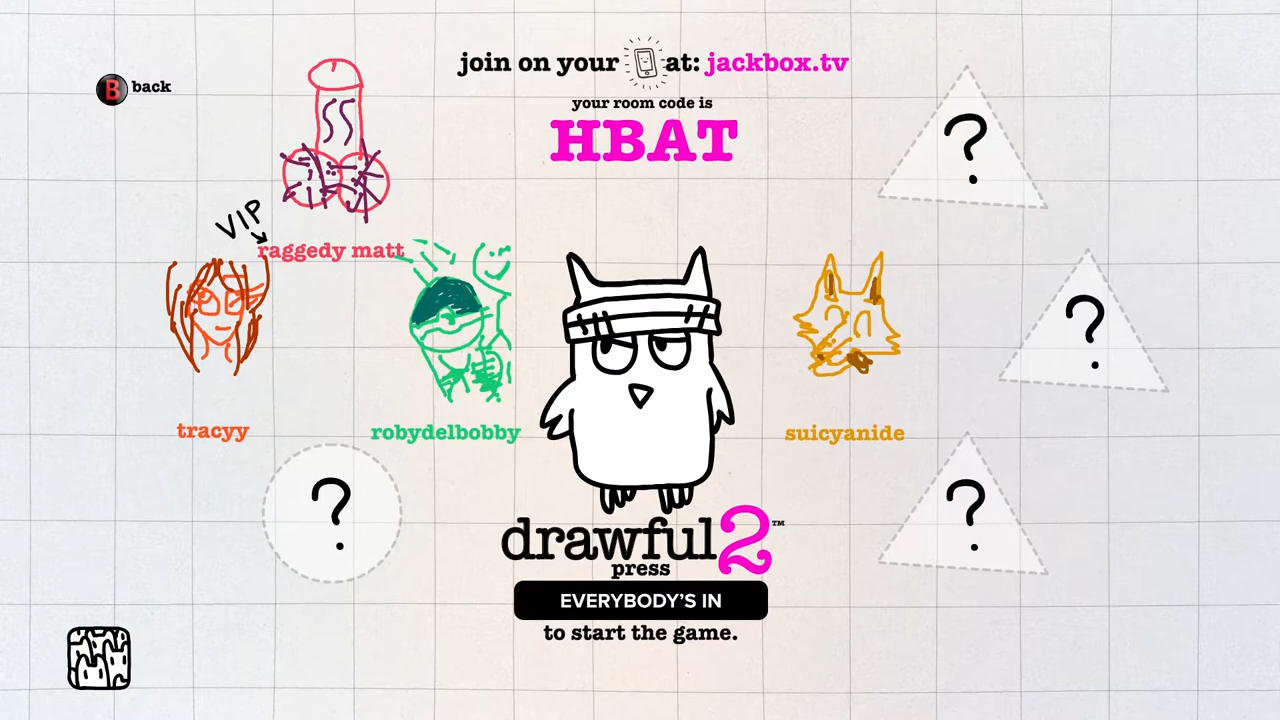 join on your at: jackbox.tv
B back
your room code is
HBAT
VIP
raggedy matt
tracyy
robydelbobby
suicyanide
?
?
?
?
drawful 2™
press
EVERYBODY'S IN
to start the game.